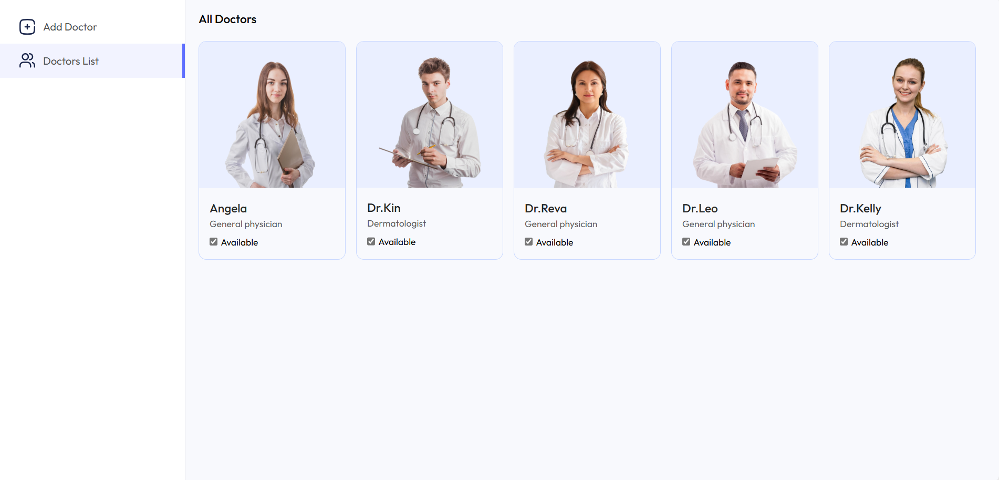 Add Doctor
Doctors List
All Doctors
Angela
General physician
Available
Dr.Kin
Dermatologist
Available
Dr.Reva
General physician
Available
Dr.Leo
General physician
Available
Dr.Kelly
Dermatologist
Available